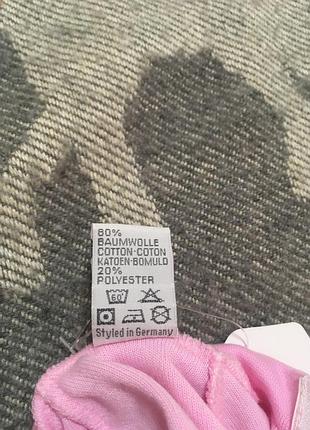 80%
BAUMWOLLE
COTTON-COTON
KATOEN-BOMULD
20%
POLYESTER
60°
Styled in Germany